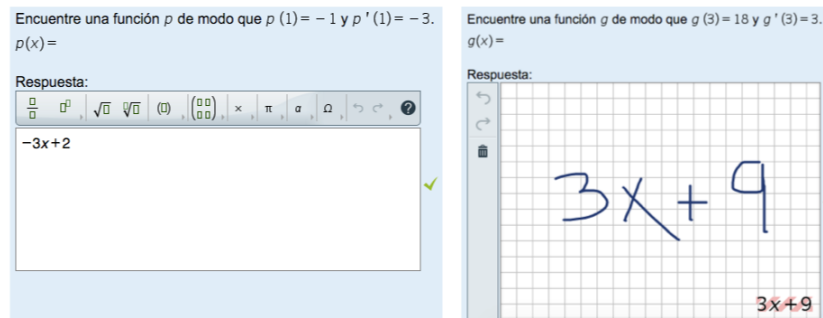 Encuentre una función p de modo que p (1) = − 1 y p ' (1) = − 3.
p(x) =
Respuesta:
−3x+2
Encuentre una función g de modo que g (3) = 18 y g ' (3) = 3.
g(x) =
Respuesta:
3x+9
3x+9